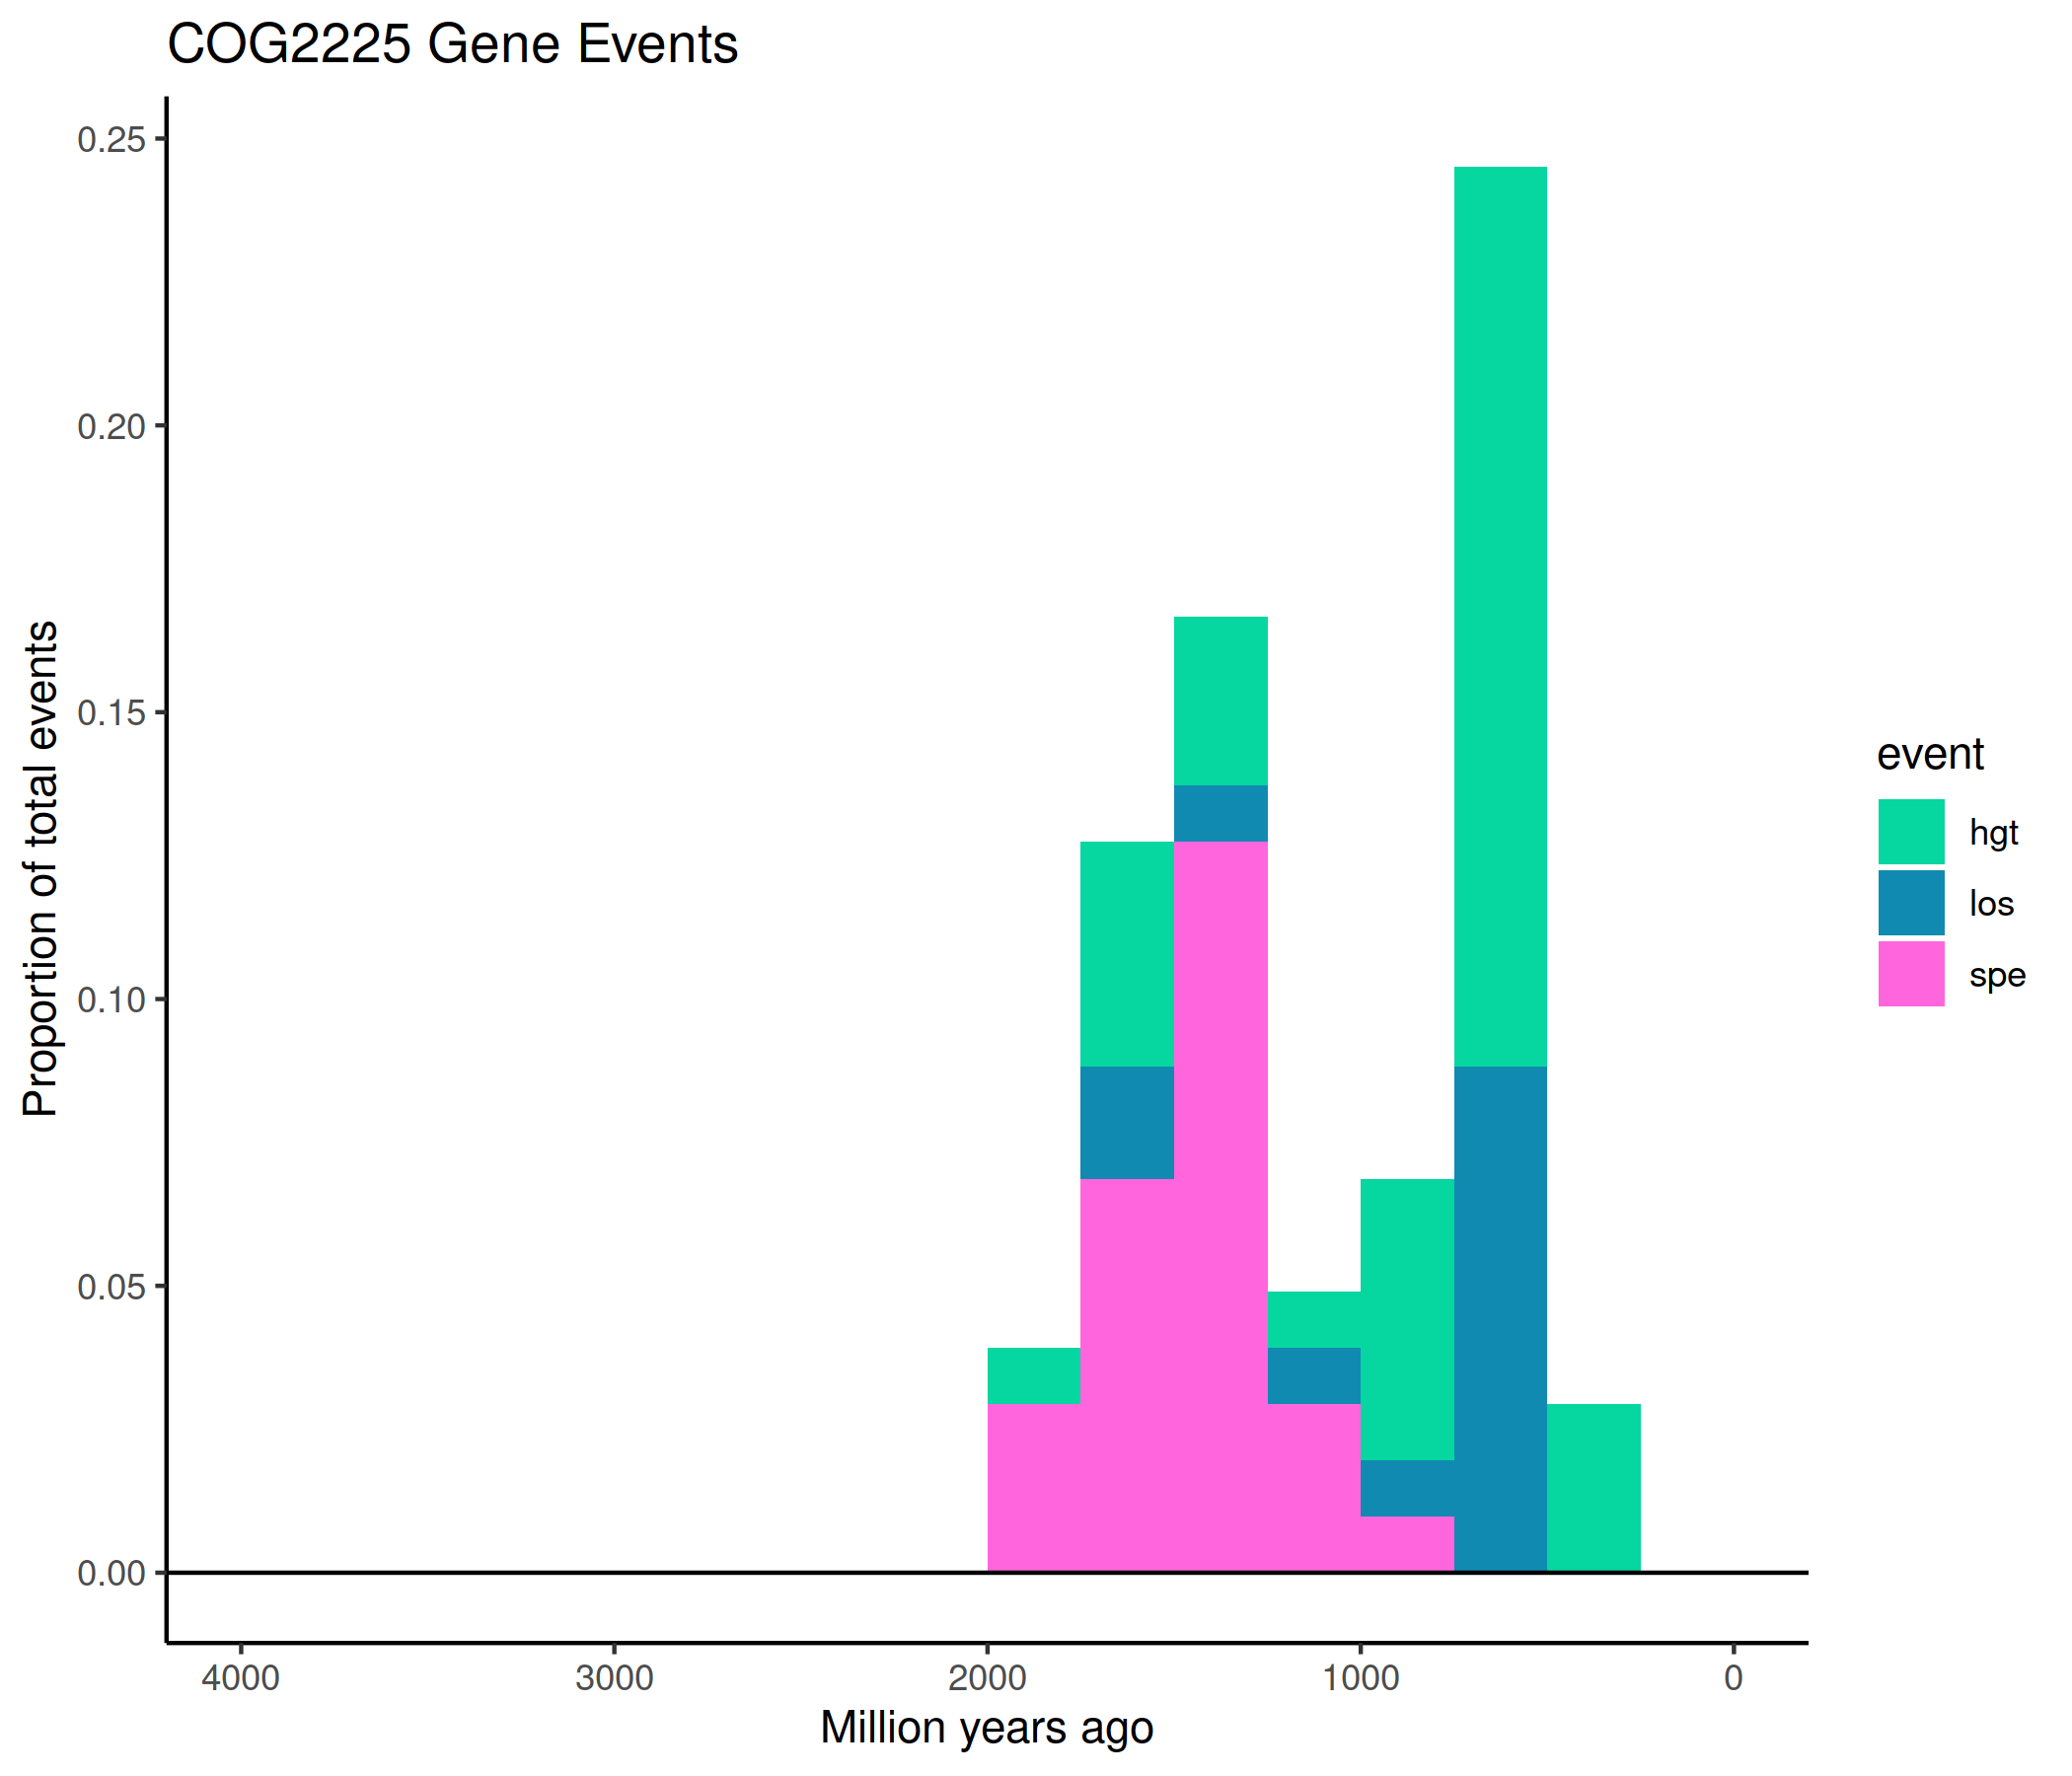 COG2225 Gene Events
Proportion of total events
0.25
0.20
0.15
0.10
0.05
0.00
4000 3000 2000 1000 0
Million years ago
event
hgt
los
spe